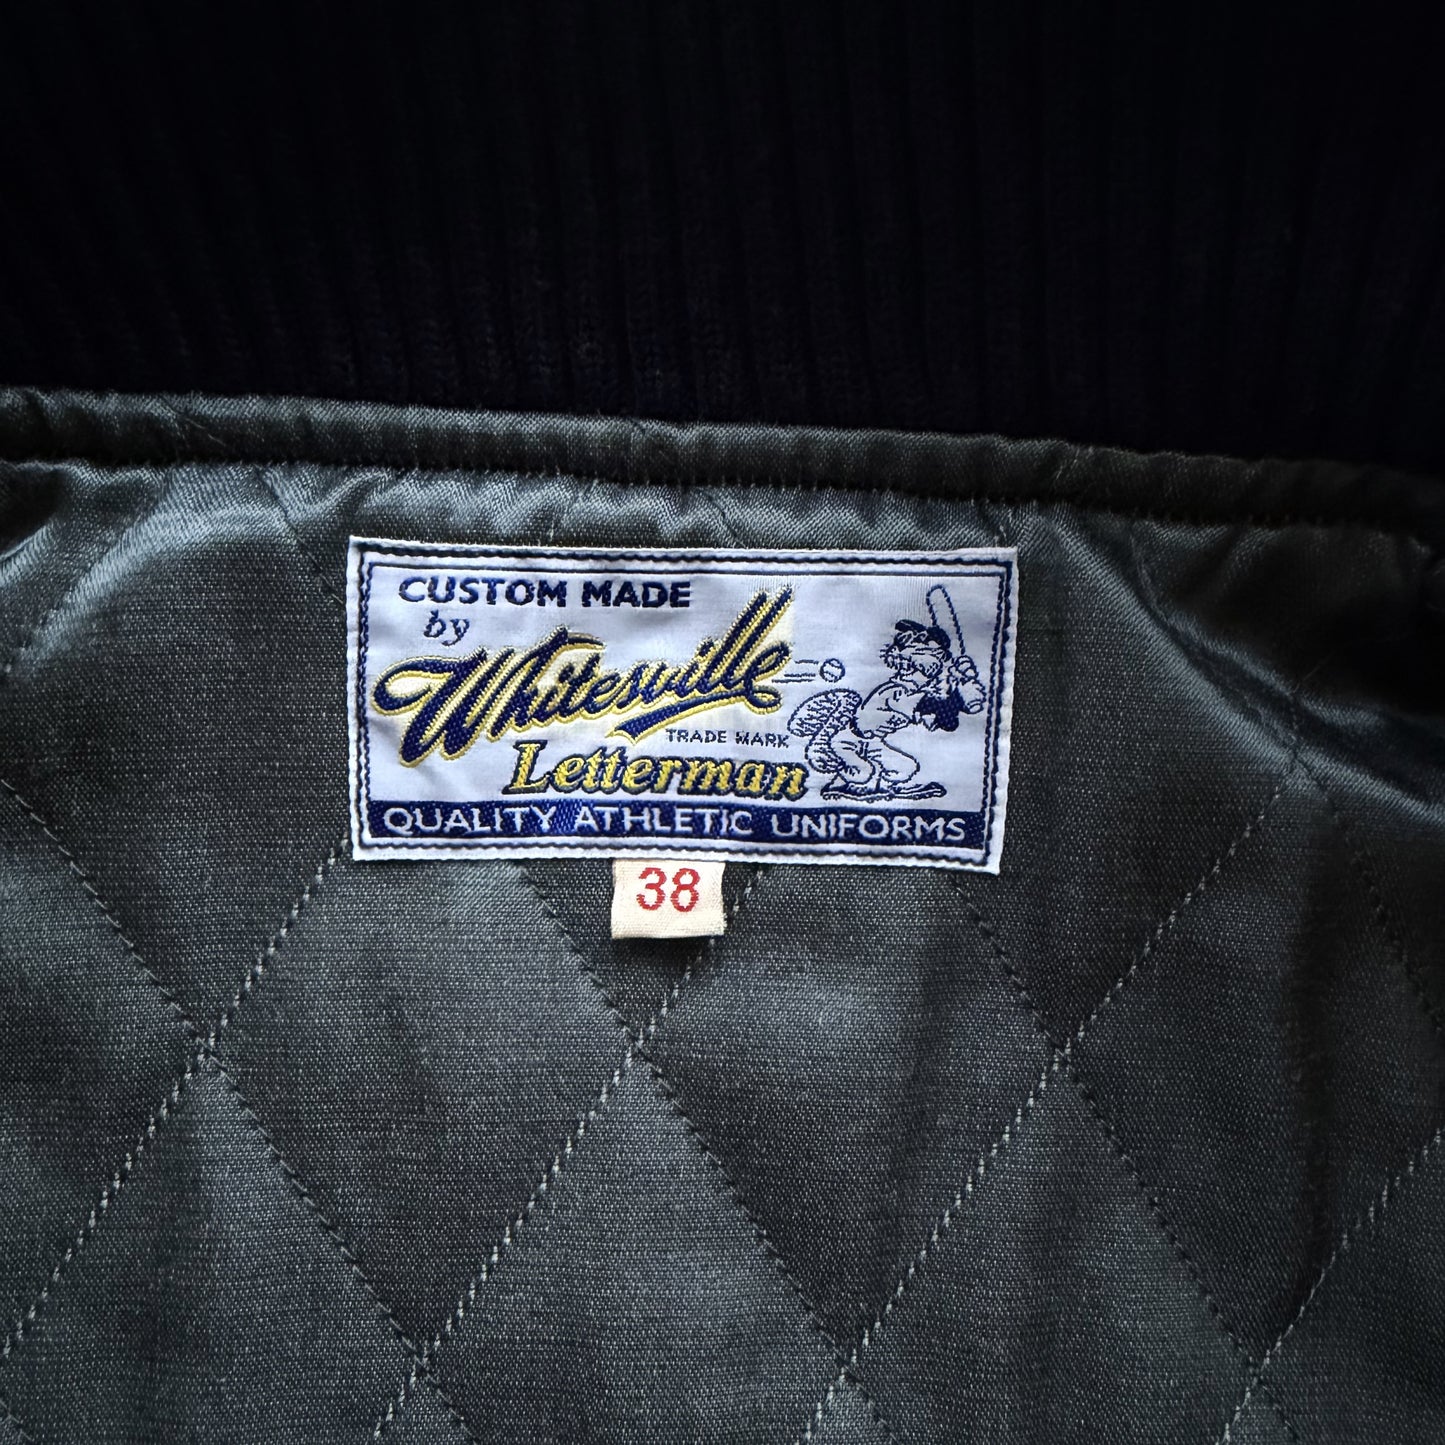 CUSTOM MADE
by
Whitesville
TRADE MARK
Letterman
QUALITY ATHLETIC UNIFORMS
38